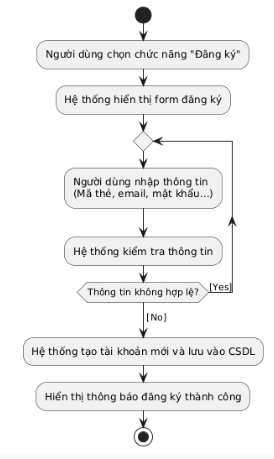 Người dùng chọn chức năng "Đăng ký"
Hệ thống hiển thị form đăng ký
Người dùng nhập thông tin
(Mã thẻ, email, mật khẩu...)
Hệ thống kiểm tra thông tin
Thông tin không hợp lệ?
[Yes]
[No]
Hệ thống tạo tài khoản mới và lưu vào CSDL
Hiển thị thông báo đăng ký thành công